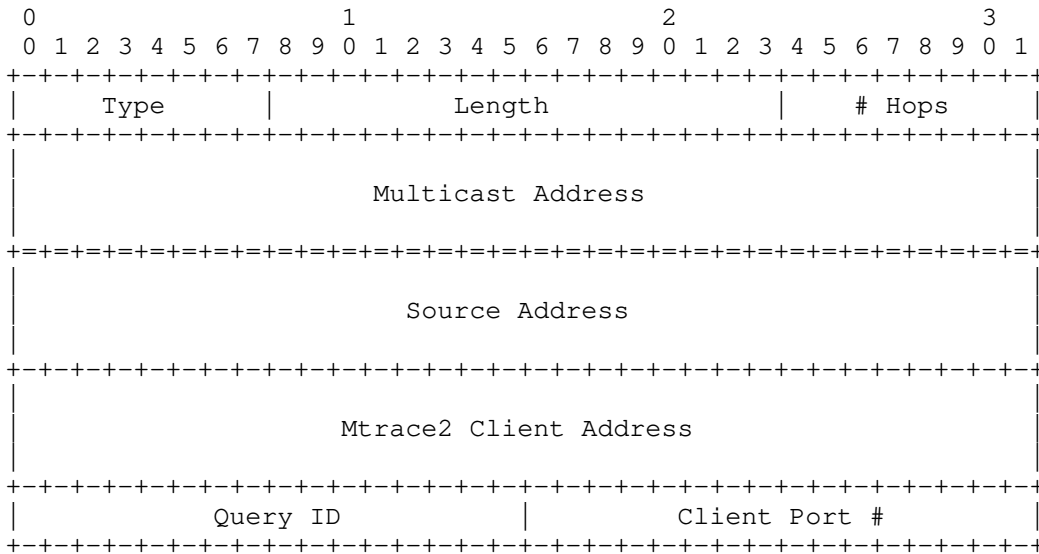 0                   1                   2                   3
0 1 2 3 4 5 6 7 8 9 0 1 2 3 4 5 6 7 8 9 0 1 2 3 4 5 6 7 8 9 0 1
+-+-+-+-+-+-+-+-+-+-+-+-+-+-+-+-+-+-+-+-+-+-+-+-+-+-+-+-+-+-+-+-+
|     Type      |           Length              |    # Hops     |
+-+-+-+-+-+-+-+-+-+-+-+-+-+-+-+-+-+-+-+-+-+-+-+-+-+-+-+-+-+-+-+-+
|                                                               |
|                      Multicast Address                        |
|                                                               |
+=+=+=+=+=+=+=+=+=+=+=+=+=+=+=+=+=+=+=+=+=+=+=+=+=+=+=+=+=+=+=+=+
|                                                               |
|                        Source Address                         |
|                                                               |
+-+-+-+-+-+-+-+-+-+-+-+-+-+-+-+-+-+-+-+-+-+-+-+-+-+-+-+-+-+-+-+-+
|                                                               |
|                    Mtrace2 Client Address                     |
|                                                               |
+-+-+-+-+-+-+-+-+-+-+-+-+-+-+-+-+-+-+-+-+-+-+-+-+-+-+-+-+-+-+-+-+
|            Query ID           |         Client Port #         |
+-+-+-+-+-+-+-+-+-+-+-+-+-+-+-+-+-+-+-+-+-+-+-+-+-+-+-+-+-+-+-+-+